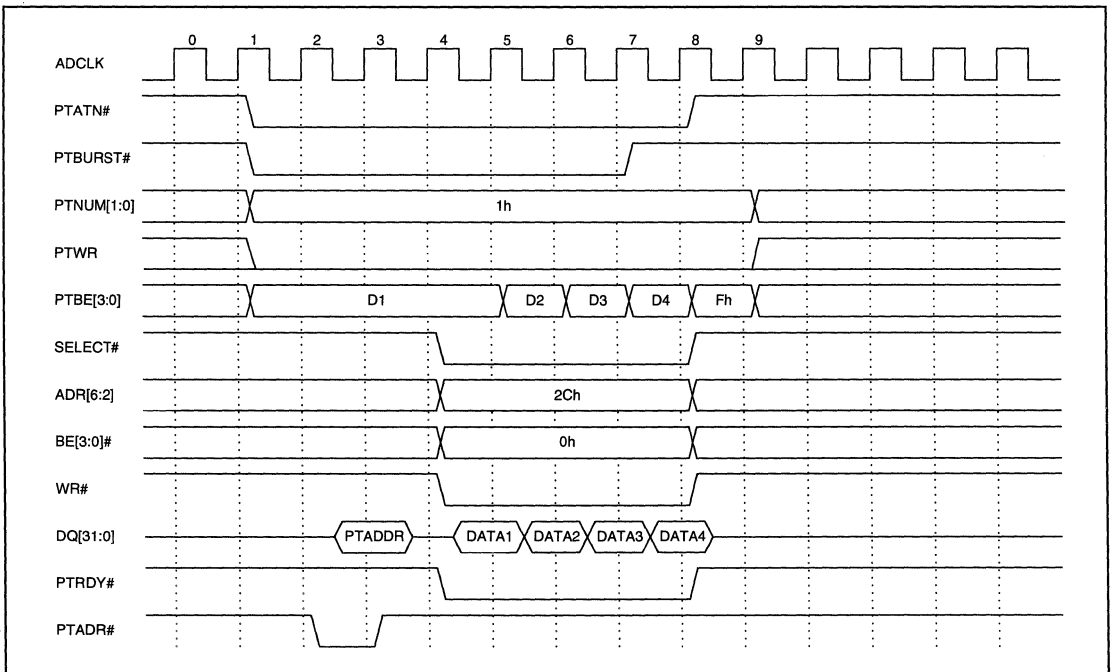 0 1 2 3 4 5 6 7 8 9
ADCLK
PTATN#
PTBURST#
PTNUM[1:0] 1h
PTWR
PTBE[3:0] D1 D2 D3 D4 Fh
SELECT#
ADR[6:2] 2Ch
BE[3:0]# 0h
WR#
DQ[31:0] PTADDR DATA1 DATA2 DATA3 DATA4
PTRDY#
PTADR#